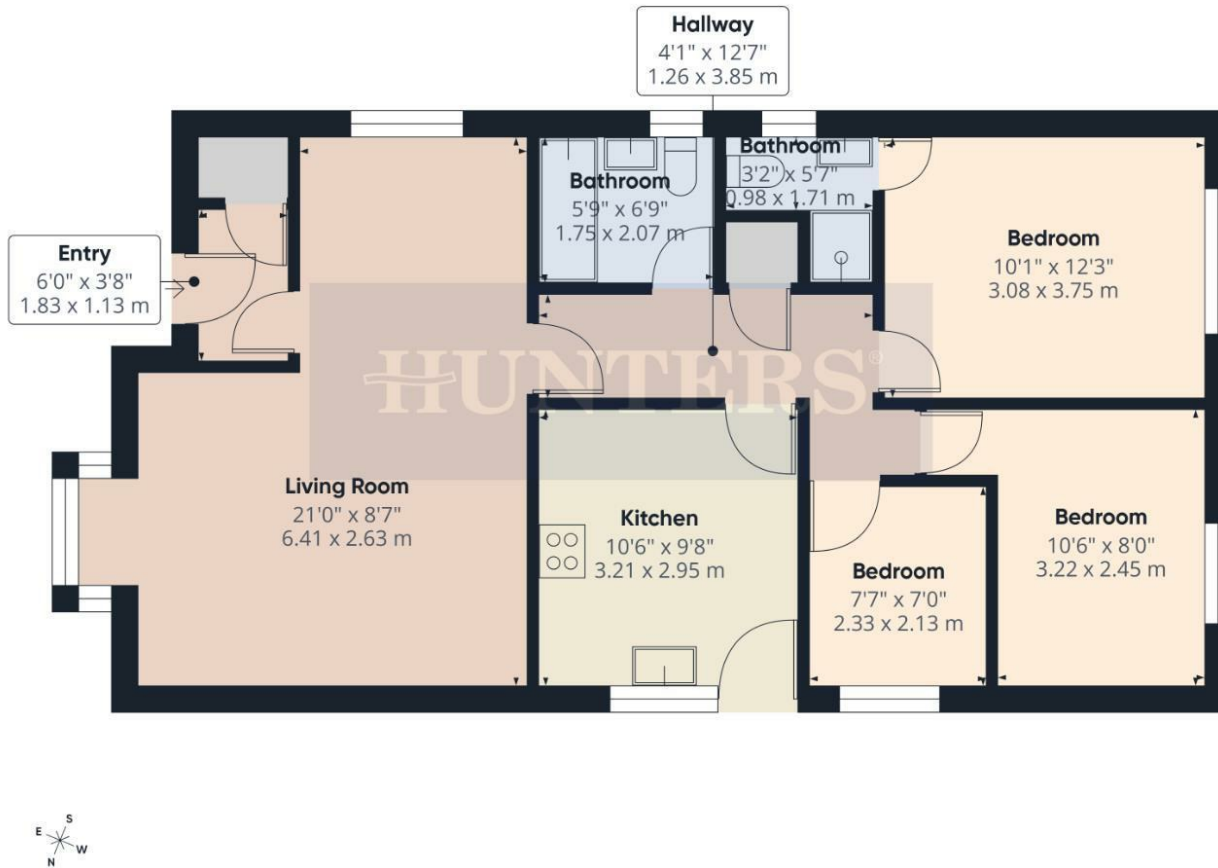 Hallway
4'1" x 12'7"
1.26 x 3.85 m
Entry
6'0" x 3'8"
1.83 x 1.13 m
Bathroom
5'9" x 6'9"
1.75 x 2.07 m
Bathroom
3'2" x 5'7"
0.98 x 1.71 m
Bedroom
10'1" x 12'3"
3.08 x 3.75 m
HUNTERS®
Living Room
21'0" x 8'7"
6.41 x 2.63 m
Kitchen
10'6" x 9'8"
3.21 x 2.95 m
Bedroom
7'7" x 7'0"
2.33 x 2.13 m
Bedroom
10'6" x 8'0"
3.22 x 2.45 m
S
E
W
N